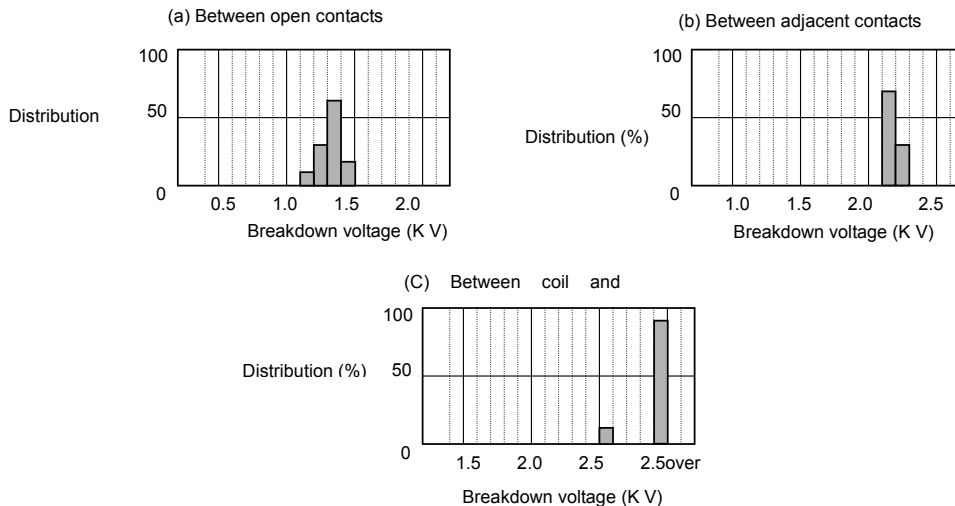 (a) Between open contacts
100
Distribution
50
0
0.5 1.0 1.5 2.0
Breakdown voltage (K V)
(b) Between adjacent contacts
100
50
Distribution (%)
0
1.0 1.5 2.0 2.5
Breakdown voltage (K V)
(C) Between coil and
100
Distribution (%)
50
0
1.5 2.0 2.5 2.5over
Breakdown voltage (K V)